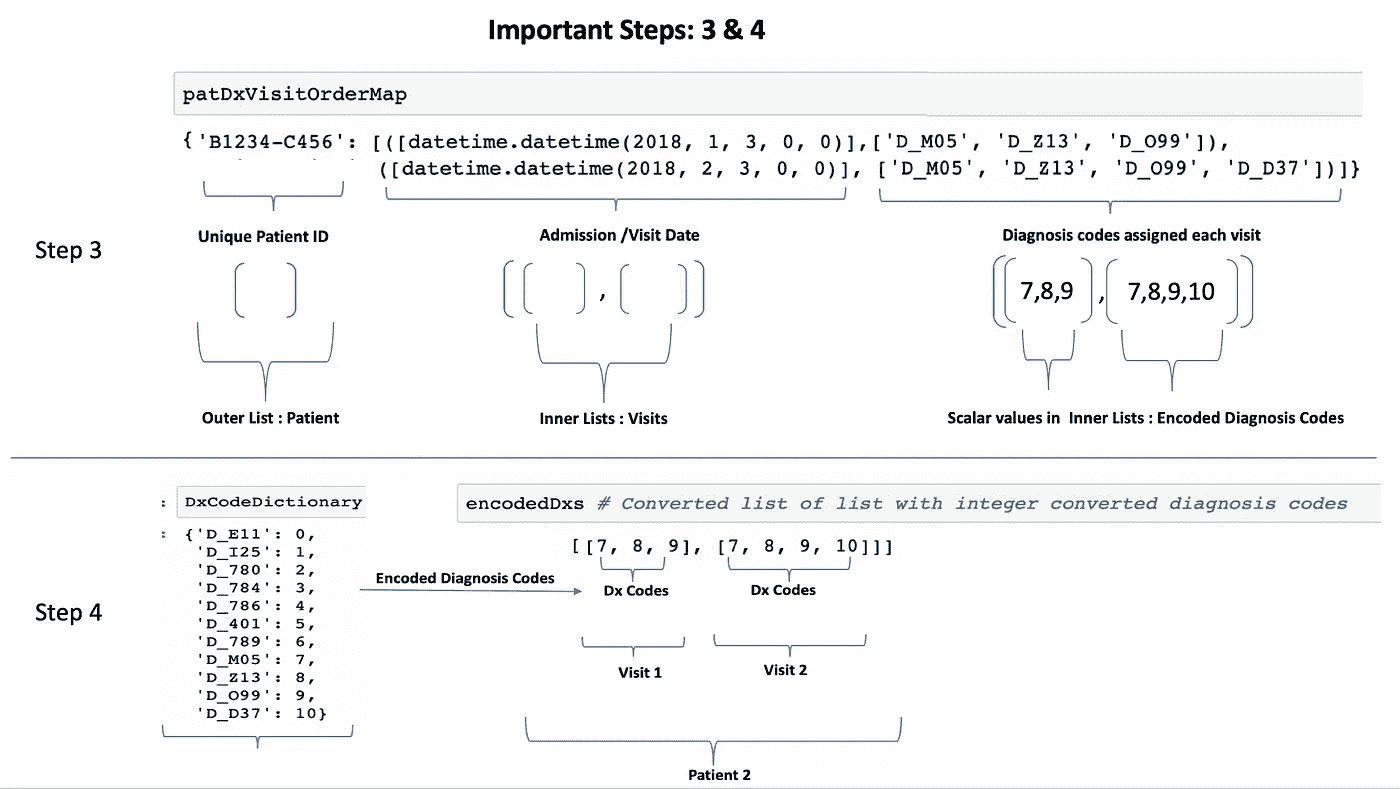 Important Steps: 3 & 4
patDxVisitOrderMap
{'B1234-C456': [([datetime.datetime(2018, 1, 3, 0, 0)],['D_M05', 'D_Z13', 'D_O99']),
([datetime.datetime(2018, 2, 3, 0, 0)], ['D_M05', 'D_Z13', 'D_O99', 'D_D37'])]}
Unique Patient ID
Admission /Visit Date
Diagnosis codes assigned each visit
Step 3
,
7,8,9 , 7,8,9,10
Outer List : Patient
Inner Lists : Visits
Scalar values in Inner Lists : Encoded Diagnosis Codes
Step 4
: DxCodeDictionary
: {'D_E11': 0,
'D_I25': 1,
'D_780': 2,
'D_784': 3,
'D_786': 4,
'D_401': 5,
'D_789': 6,
'D_M05': 7,
'D_Z13': 8,
'D_O99': 9,
'D_D37': 10}
Encoded Diagnosis Codes
encodedDxs # Converted list of list with integer converted diagnosis codes
[[7, 8, 9], [7, 8, 9, 10]]]
Dx Codes
Dx Codes
Visit 1
Visit 2
Patient 2